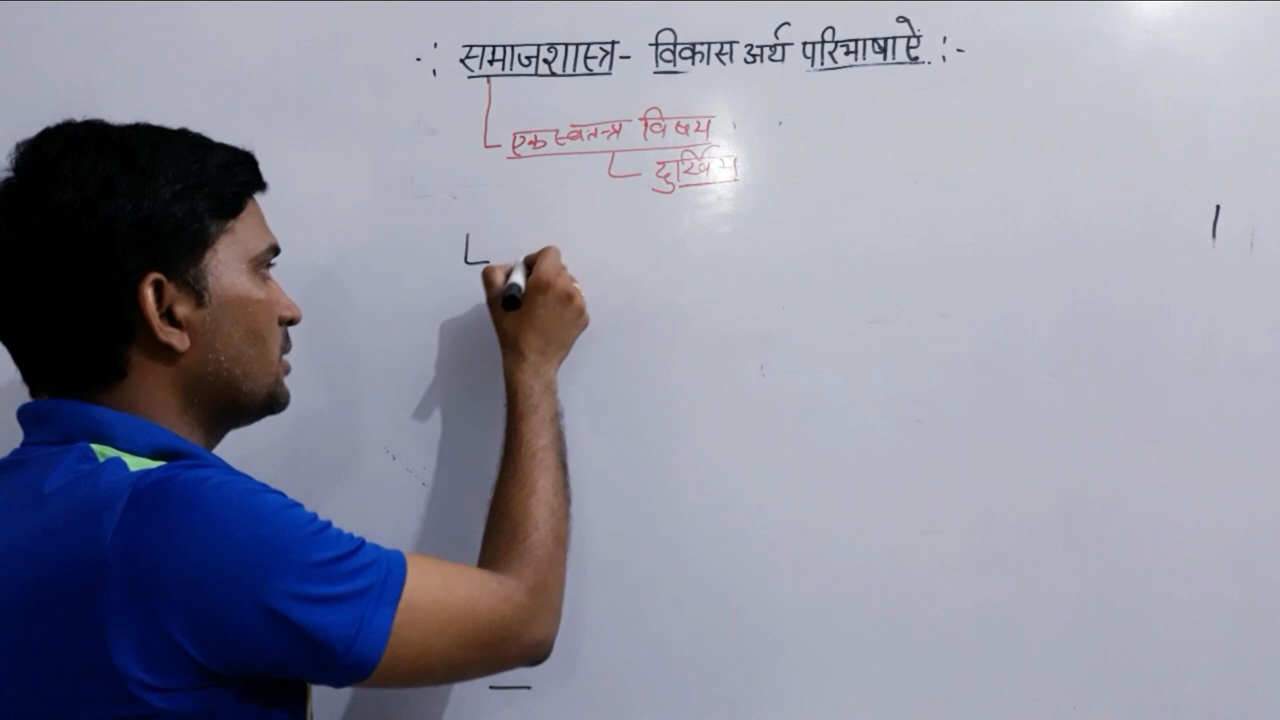 -: समाजशास्त्र- विकास अर्थ परिभाषाऐं :-
एक स्वतन्त्र विषय
दुर्खिम